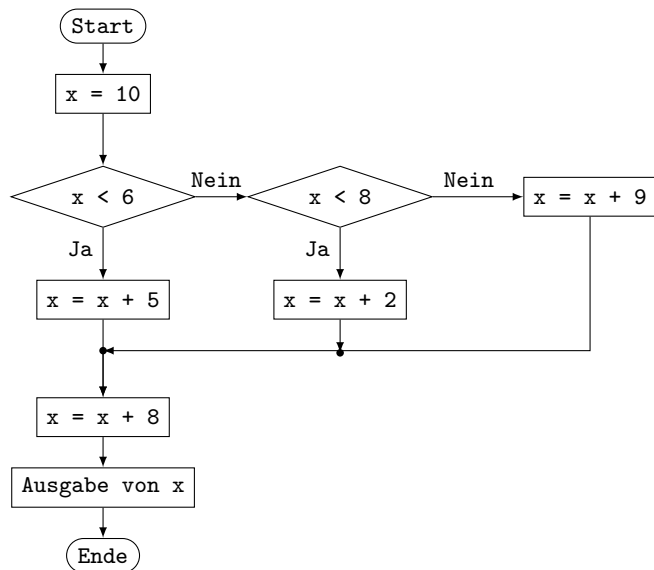 Start
x = 10
x < 6
Nein
x < 8
Nein
x = x + 9
Ja
Ja
x = x + 5
x = x + 2
x = x + 8
Ausgabe von x
Ende